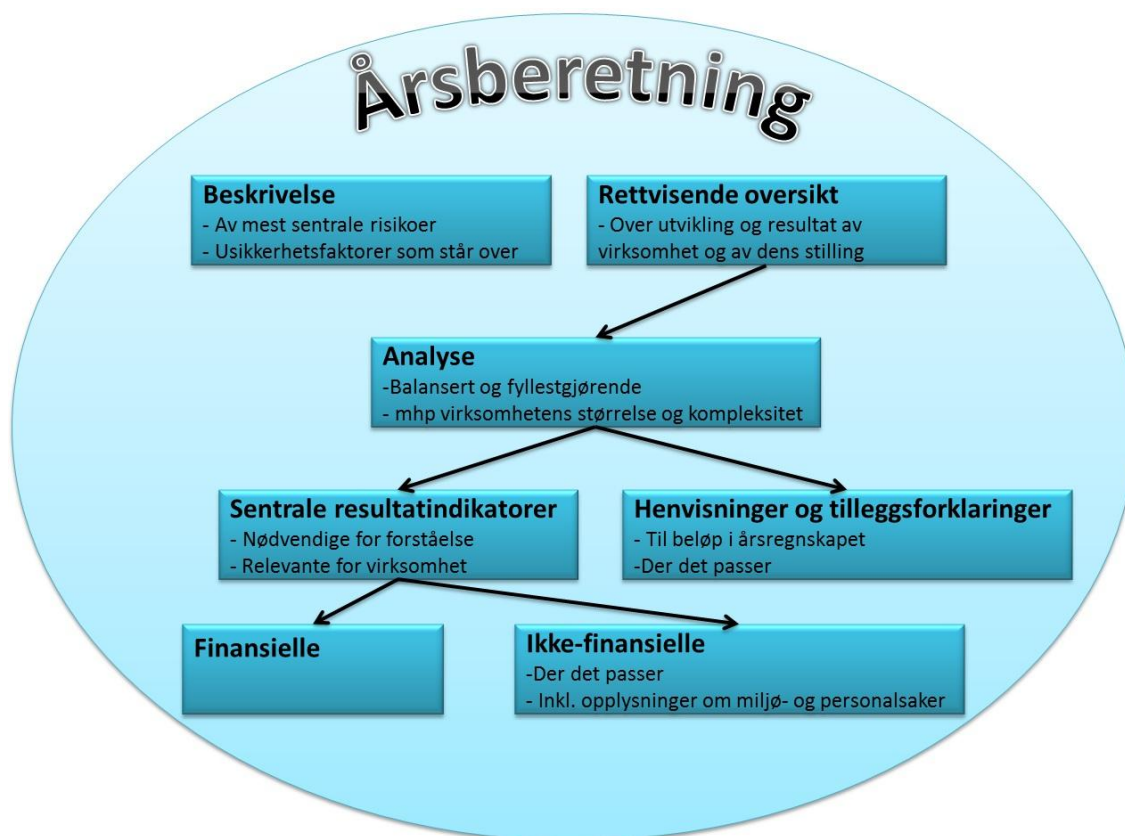 Årsberetning
Beskrivelse
- Av mest sentrale risikoer
- Usikkerhetsfaktorer som står over
Rettvisende oversikt
- Over utvikling og resultat av
virksomhet og av dens stilling
Analyse
-Balansert og fyllestgjørende
- mhp virksomhetens størrelse og kompleksitet
Sentrale resultatindikatorer
- Nødvendige for forståelse
- Relevante for virksomhet
Henvisninger og tilleggsforklaringer
- Til beløp i årsregnskapet
-Der det passer
Finansielle
Ikke-finansielle
-Der det passer
- Inkl. opplysninger om miljø- og personalsaker